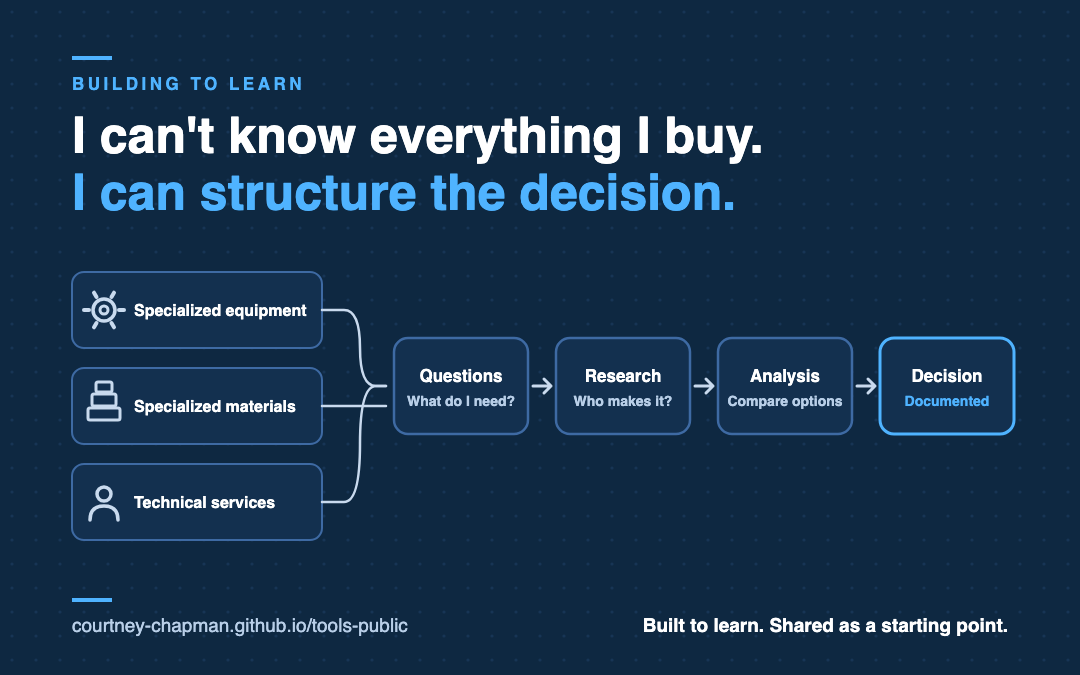 BUILDING TO LEARN
I can't know everything I buy.
I can structure the decision.
Specialized equipment
Specialized materials
Technical services
Questions
What do I need?
Research
Who makes it?
Analysis
Compare options
Decision
Documented
courtney-chapman.github.io/tools-public
Built to learn. Shared as a starting point.